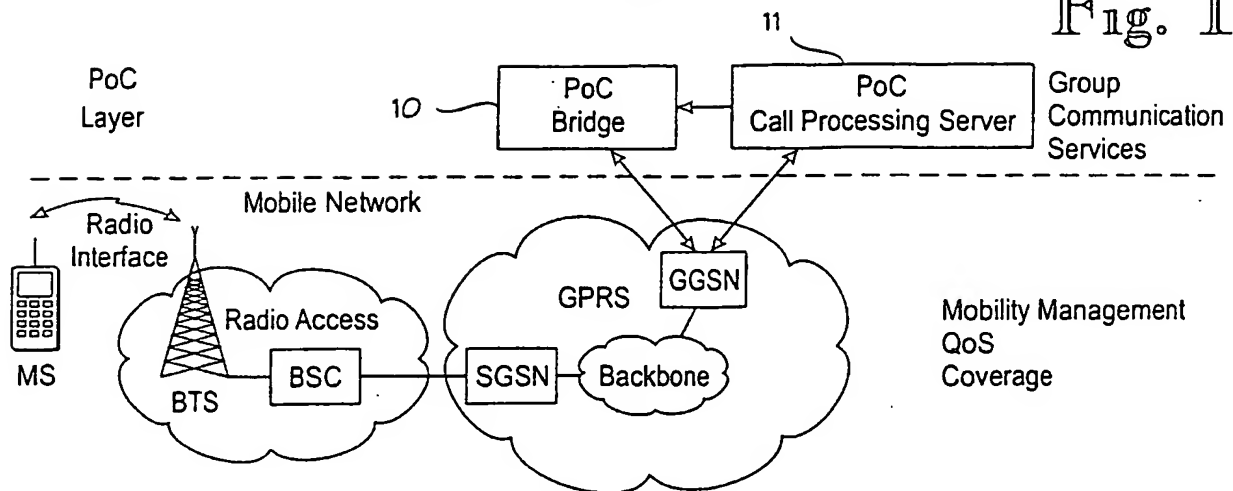 Fig. 1
11
PoC
Layer
10
PoC
Bridge
PoC
Call Processing Server
Group
Communication
Services
Mobile Network
Radio
Interface
GGSN
GPRS
Radio Access
Mobility Management
QoS
Coverage
MS
BTS
BSC
SGSN
Backbone